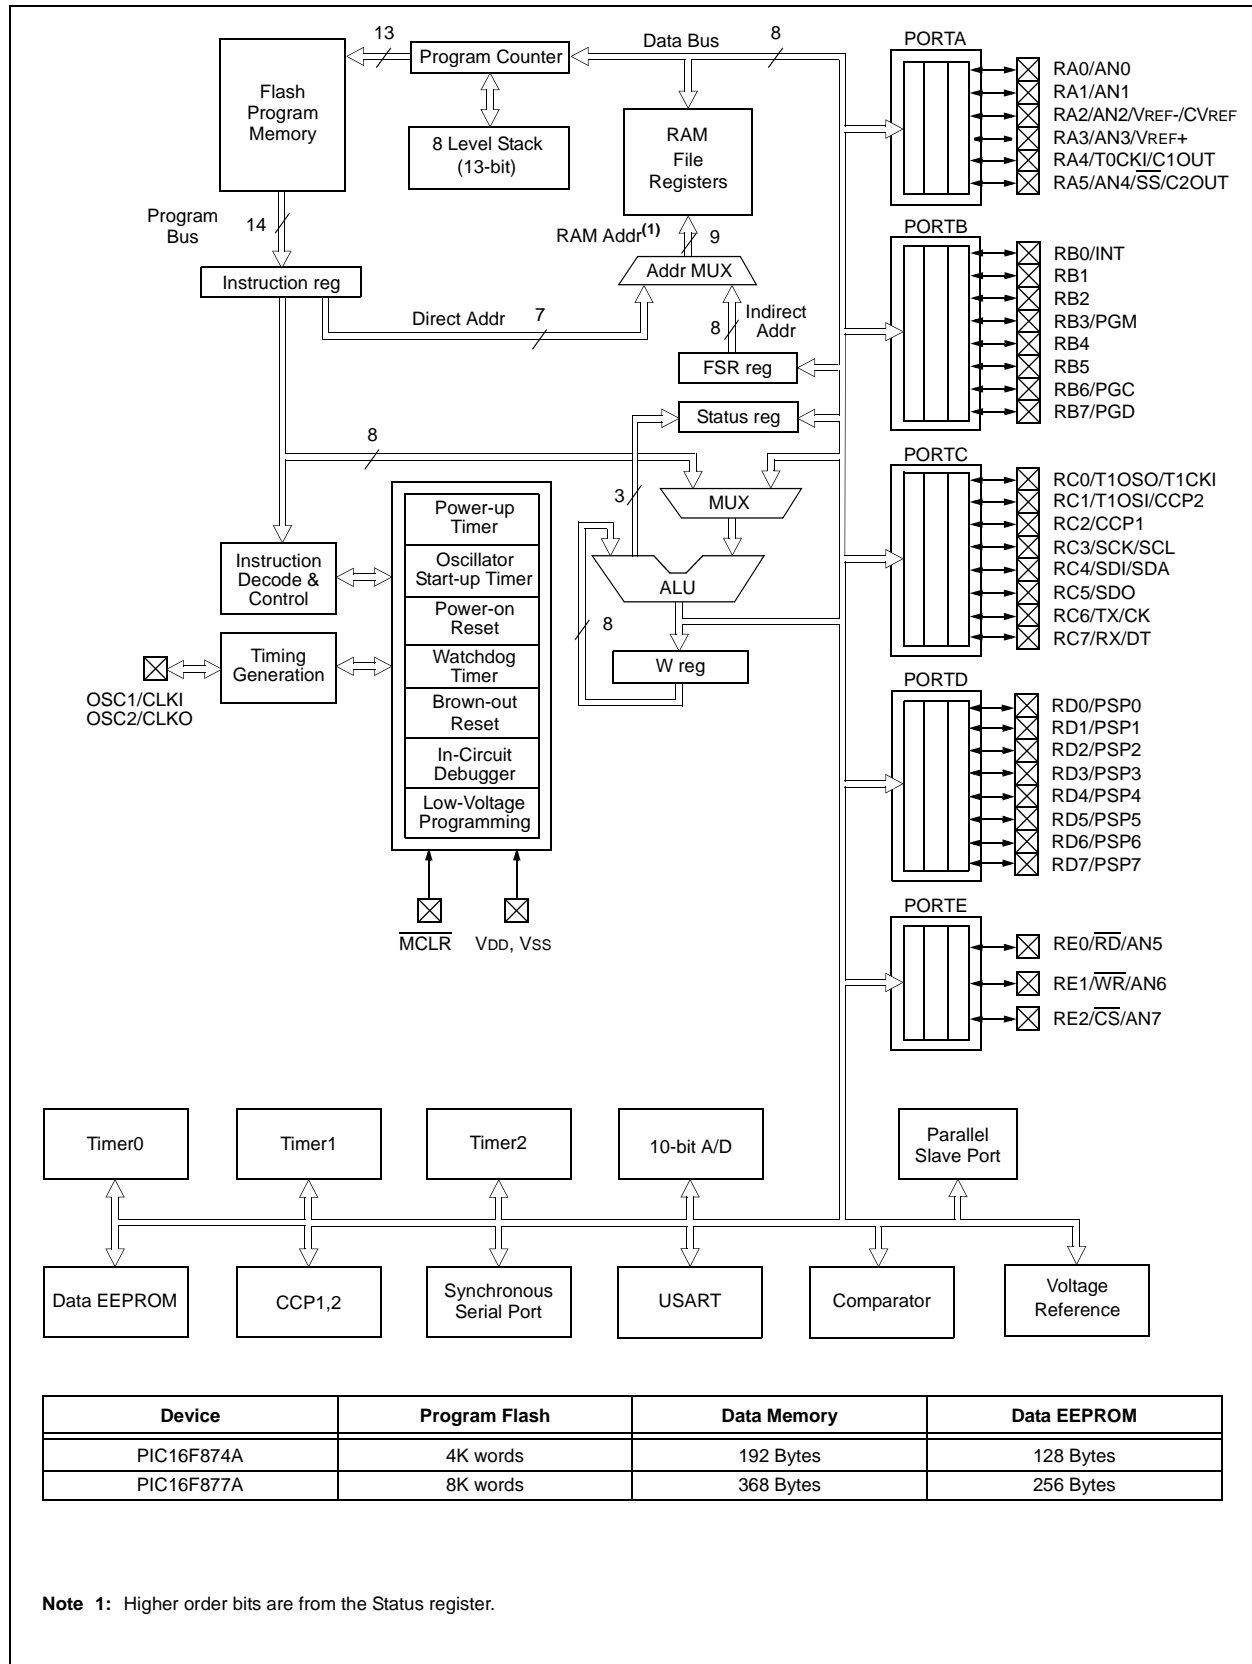 13
Program Counter
Data Bus
8
Flash
Program
Memory
8 Level Stack
(13-bit)
RAM
File
Registers
Program
Bus
14
RAM Addr(1)
9
Addr MUX
Instruction reg
Direct Addr
7
Indirect
Addr
8
FSR reg
Status reg
8
3
MUX
ALU
8
W reg
Instruction
Decode &
Control
Timing
Generation
OSC1/CLKI
OSC2/CLKO
Power-up
Timer
Oscillator
Start-up Timer
Power-on
Reset
Watchdog
Timer
Brown-out
Reset
In-Circuit
Debugger
Low-Voltage
Programming
MCLR
VDD, VSS
PORTA
RA0/AN0
RA1/AN1
RA2/AN2/VREF-/CVREF
RA3/AN3/VREF+
RA4/T0CKI/C1OUT
RA5/AN4/SS/C2OUT
PORTB
RB0/INT
RB1
RB2
RB3/PGM
RB4
RB5
RB6/PGC
RB7/PGD
PORTC
RC0/T1OSO/T1CKI
RC1/T1OSI/CCP2
RC2/CCP1
RC3/SCK/SCL
RC4/SDI/SDA
RC5/SDO
RC6/TX/CK
RC7/RX/DT
PORTD
RD0/PSP0
RD1/PSP1
RD2/PSP2
RD3/PSP3
RD4/PSP4
RD5/PSP5
RD6/PSP6
RD7/PSP7
PORTE
RE0/RD/AN5
RE1/WR/AN6
RE2/CS/AN7
Timer0
Timer1
Timer2
10-bit A/D
Parallel
Slave Port
Data EEPROM
CCP1,2
Synchronous
Serial Port
USART
Comparator
Voltage
Reference
Device Program Flash Data Memory Data EEPROM
PIC16F874A 4K words 192 Bytes 128 Bytes
PIC16F877A 8K words 368 Bytes 256 Bytes
Note 1: Higher order bits are from the Status register.